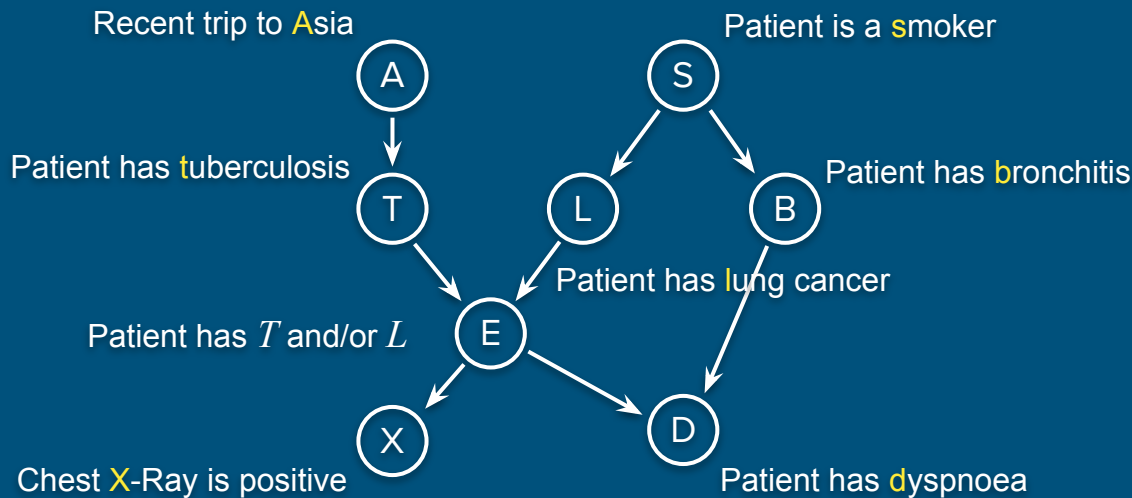 Recent trip to Asia
Patient is a smoker
A
S
Patient has tuberculosis
Patient has bronchitis
T
L
B
Patient has lung cancer
Patient has T and/or L
E
X
D
Chest X-Ray is positive
Patient has dyspnoea